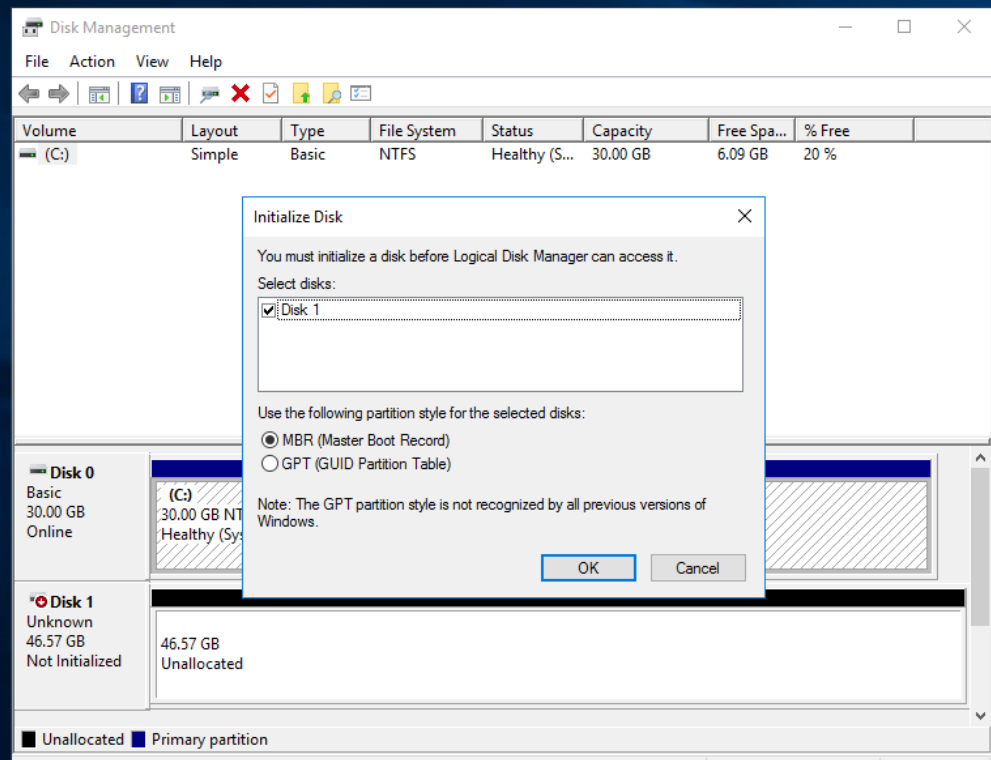 Disk Management
File Action View Help
Volume Layout Type File System Status Capacity Free Spa... % Free
(C:) Simple Basic NTFS Healthy (S... 30.00 GB 6.09 GB 20 %
Initialize Disk
You must initialize a disk before Logical Disk Manager can access it.
Select disks:
Disk 1
Use the following partition style for the selected disks:
MBR (Master Boot Record)
GPT (GUID Partition Table)
Note: The GPT partition style is not recognized by all previous versions of
Windows.
OK Cancel
Disk 0
Basic
30.00 GB
Online
(C:)
30.00 GB NT
Healthy (Sy
Disk 1
Unknown
46.57 GB
Not Initialized
46.57 GB
Unallocated
Unallocated Primary partition